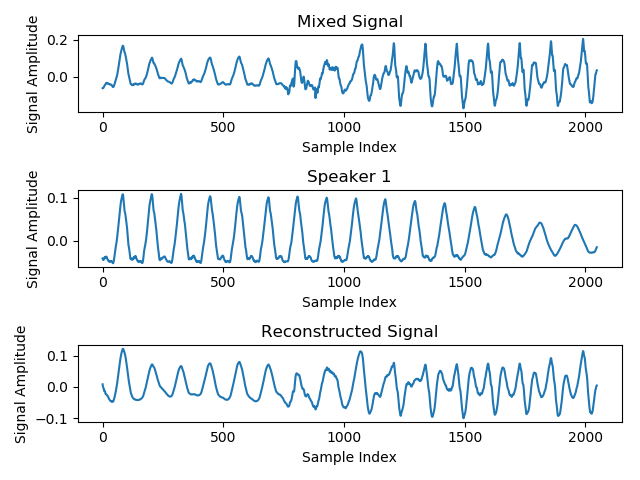 Mixed Signal
Signal Amplitude
0.2
0.0
0
500
1000
1500
2000
Sample Index
Speaker 1
Signal Amplitude
0.1
0.0
0
500
1000
1500
2000
Sample Index
Reconstructed Signal
Signal Amplitude
0.1
0.0
−0.1
0
500
1000
1500
2000
Sample Index